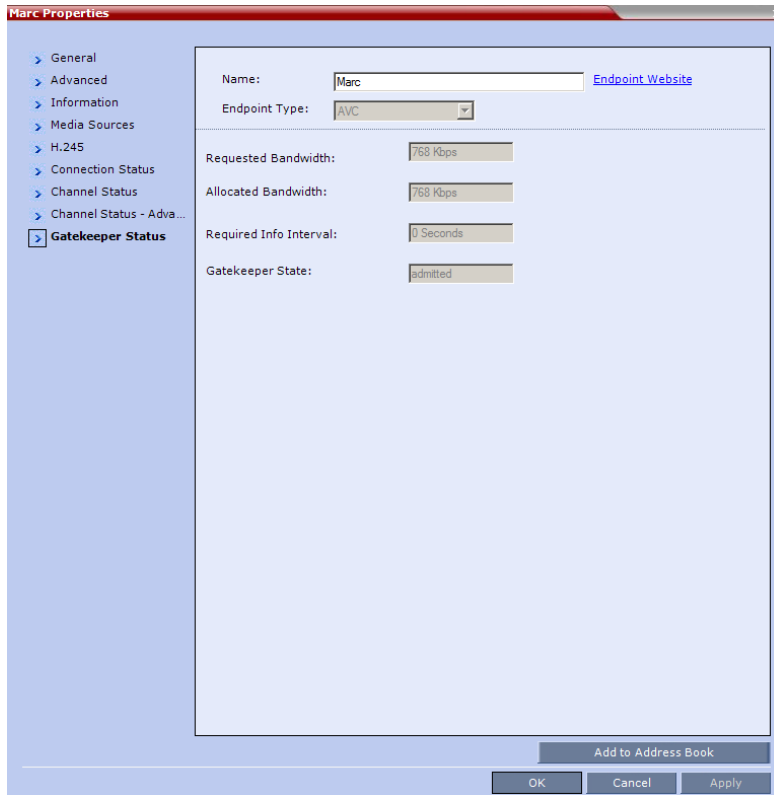 Marc Properties
General
Advanced
Information
Media Sources
H.245
Connection Status
Channel Status
Channel Status - Adva...
Gatekeeper Status
Name: Marc Endpoint Website
Endpoint Type: AVC
Requested Bandwidth: 768 Kbps
Allocated Bandwidth: 768 Kbps
Required Info Interval: 0 Seconds
Gatekeeper State: admitted
Add to Address Book
OK Cancel Apply